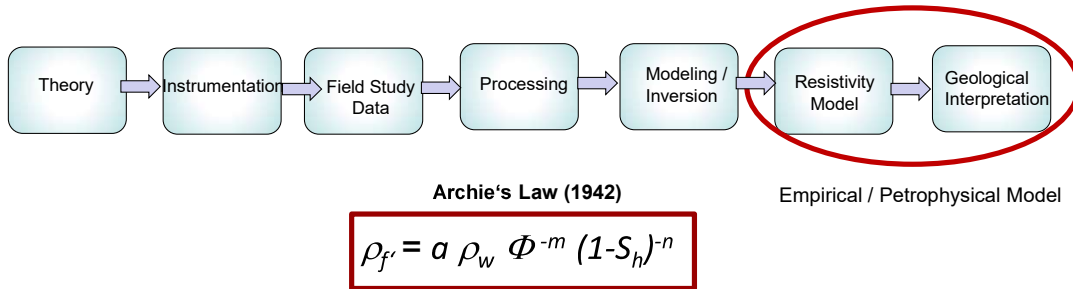 Theory
Instrumentation
Field Study
Data
Processing
Modeling /
Inversion
Resistivity
Model
Geological
Interpretation
Archie‘s Law (1942)
Empirical / Petrophysical Model
ρf‘ = a ρw Φ-m (1-Sh)-n